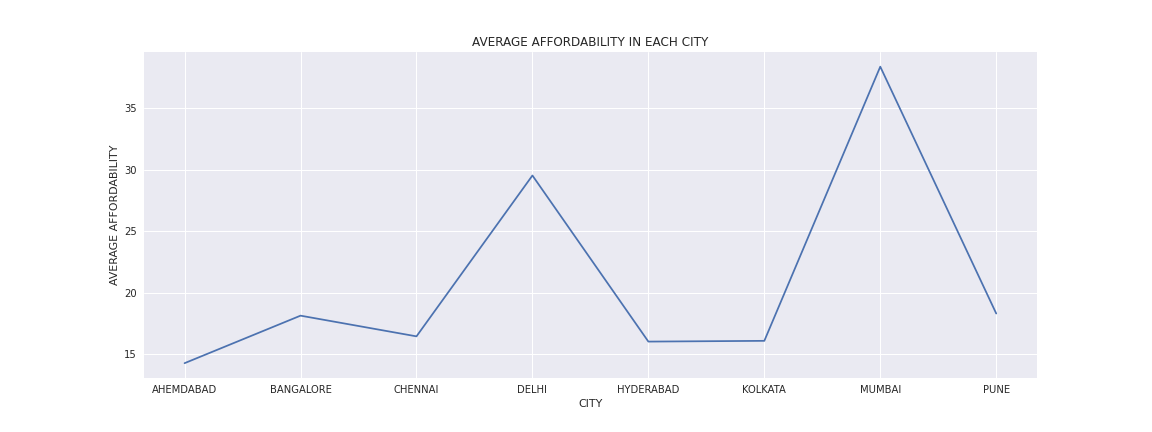 AVERAGE AFFORDABILITY IN EACH CITY
AVERAGE AFFORDABILITY
35
30
25
20
15
AHEMDABAD BANGALORE CHENNAI DELHI HYDERABAD KOLKATA MUMBAI PUNE
CITY